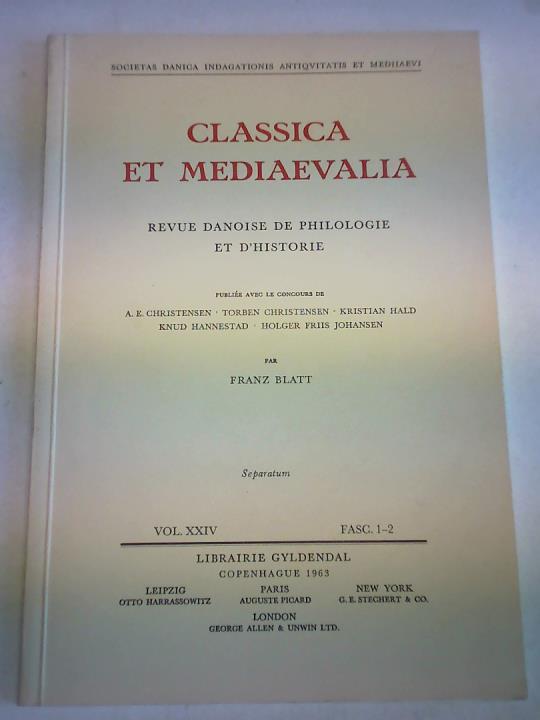 SOCIETAS DANICA INDAGATIONIS ANTIQVITATIS ET MEDIIAEVI
CLASSICA
ET MEDIAEVALIA
REVUE DANOISE DE PHILOLOGIE
ET D'HISTORIE
PUBLIÉE AVEC LE CONCOURS DE
A. E. CHRISTENSEN · TORBEN CHRISTENSEN · KRISTIAN HALD
KNUD HANNESTAD · HOLGER FRIIS JOHANSEN
PAR
FRANZ BLATT
Separatum
VOL. XXIV FASC. 1-2
LIBRAIRIE GYLDENDAL
COPENHAGUE 1963
LEIPZIG PARIS NEW YORK
OTTO HARRASSOWITZ AUGUSTE PICARD G. E. STECHERT & CO.
LONDON
GEORGE ALLEN & UNWIN LTD.